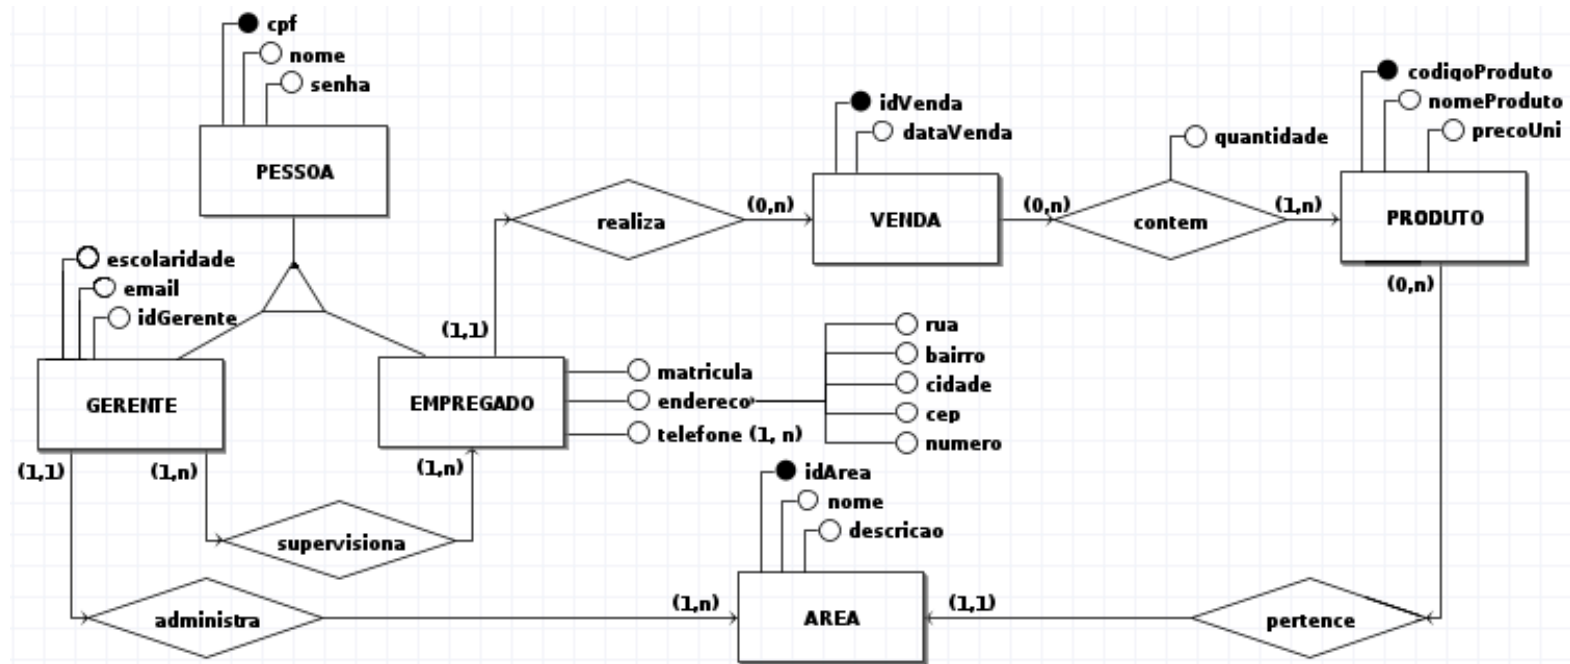 cpf
nome
senha
PESSOA
escolaridade
email
idGerente
GERENTE
(1,1)
(1,n)
supervisiona
administra
realiza
(0,n)
(1,1)
EMPREGADO
(1,n)
matricula
endereco
telefone (1, n)
rua
bairro
cidade
cep
numero
idVenda
dataVenda
VENDA
(0,n)
quantidade
contem
(1,n)
codigoProduto
nomeProduto
precoUni
PRODUTO
(0,n)
idArea
nome
descricao
(1,n)
AREA
(1,1)
pertence